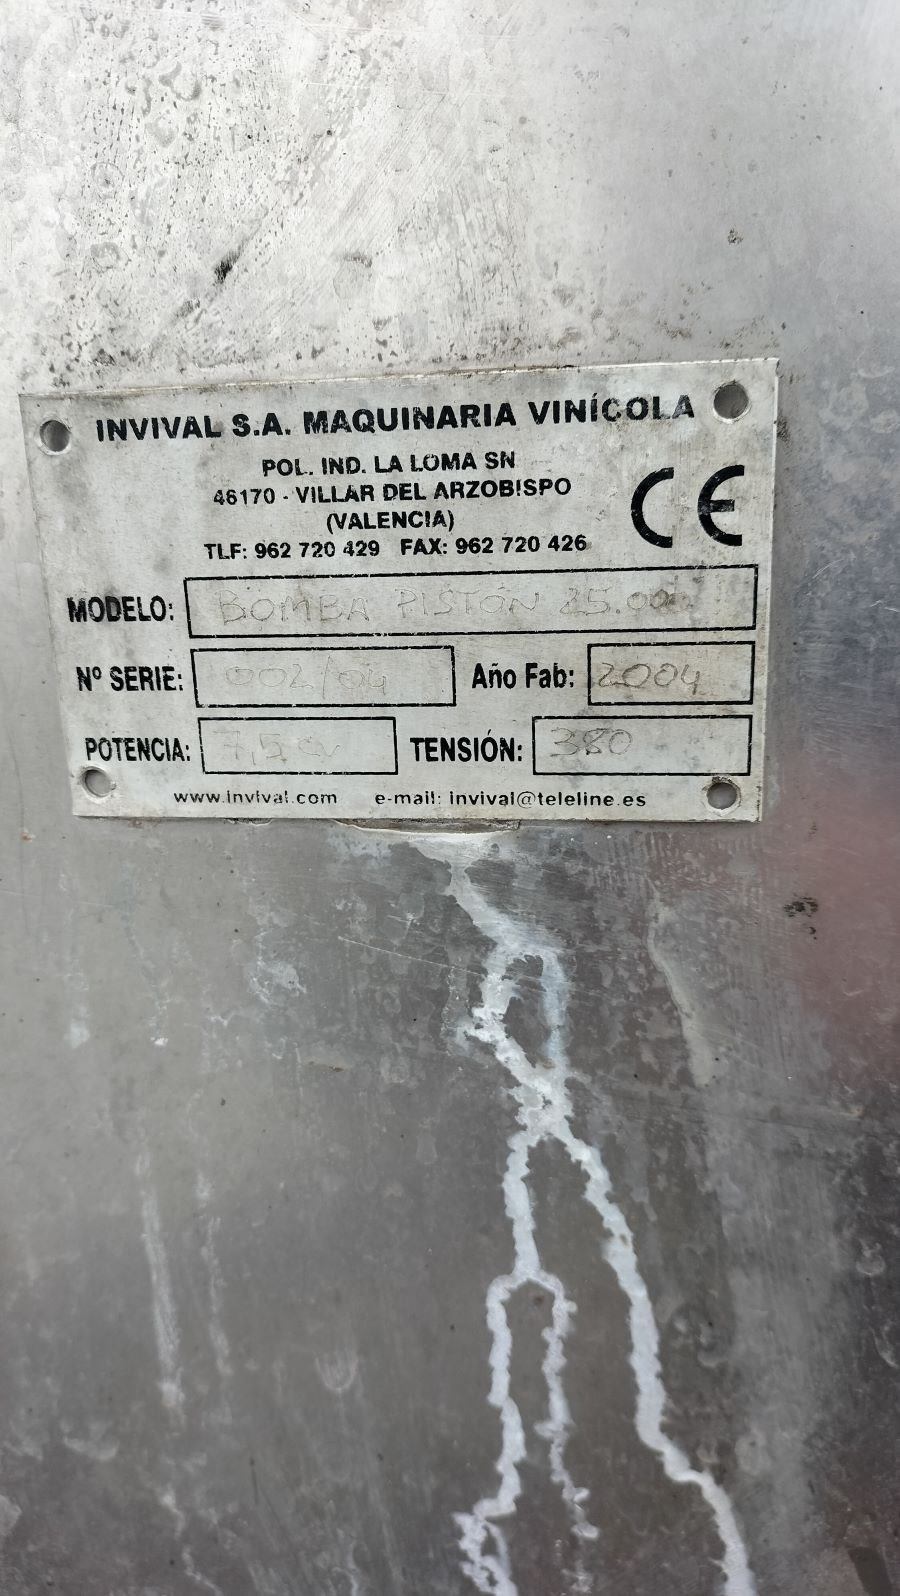 INVIVAL S.A. MAQUINARIA VINÍCOLA
POL. IND. LA LOMA SN
46170 - VILLAR DEL ARZOBISPO
(VALENCIA)
TLF: 962 720 429 FAX: 962 720 426
CE
MODELO: BOMBA PISTÓN 25.000
Nº SERIE: 002/04 Año Fab: 2004
POTENCIA: 7,5 TENSIÓN: 380
www.invival.com e-mail: invival@teleline.es